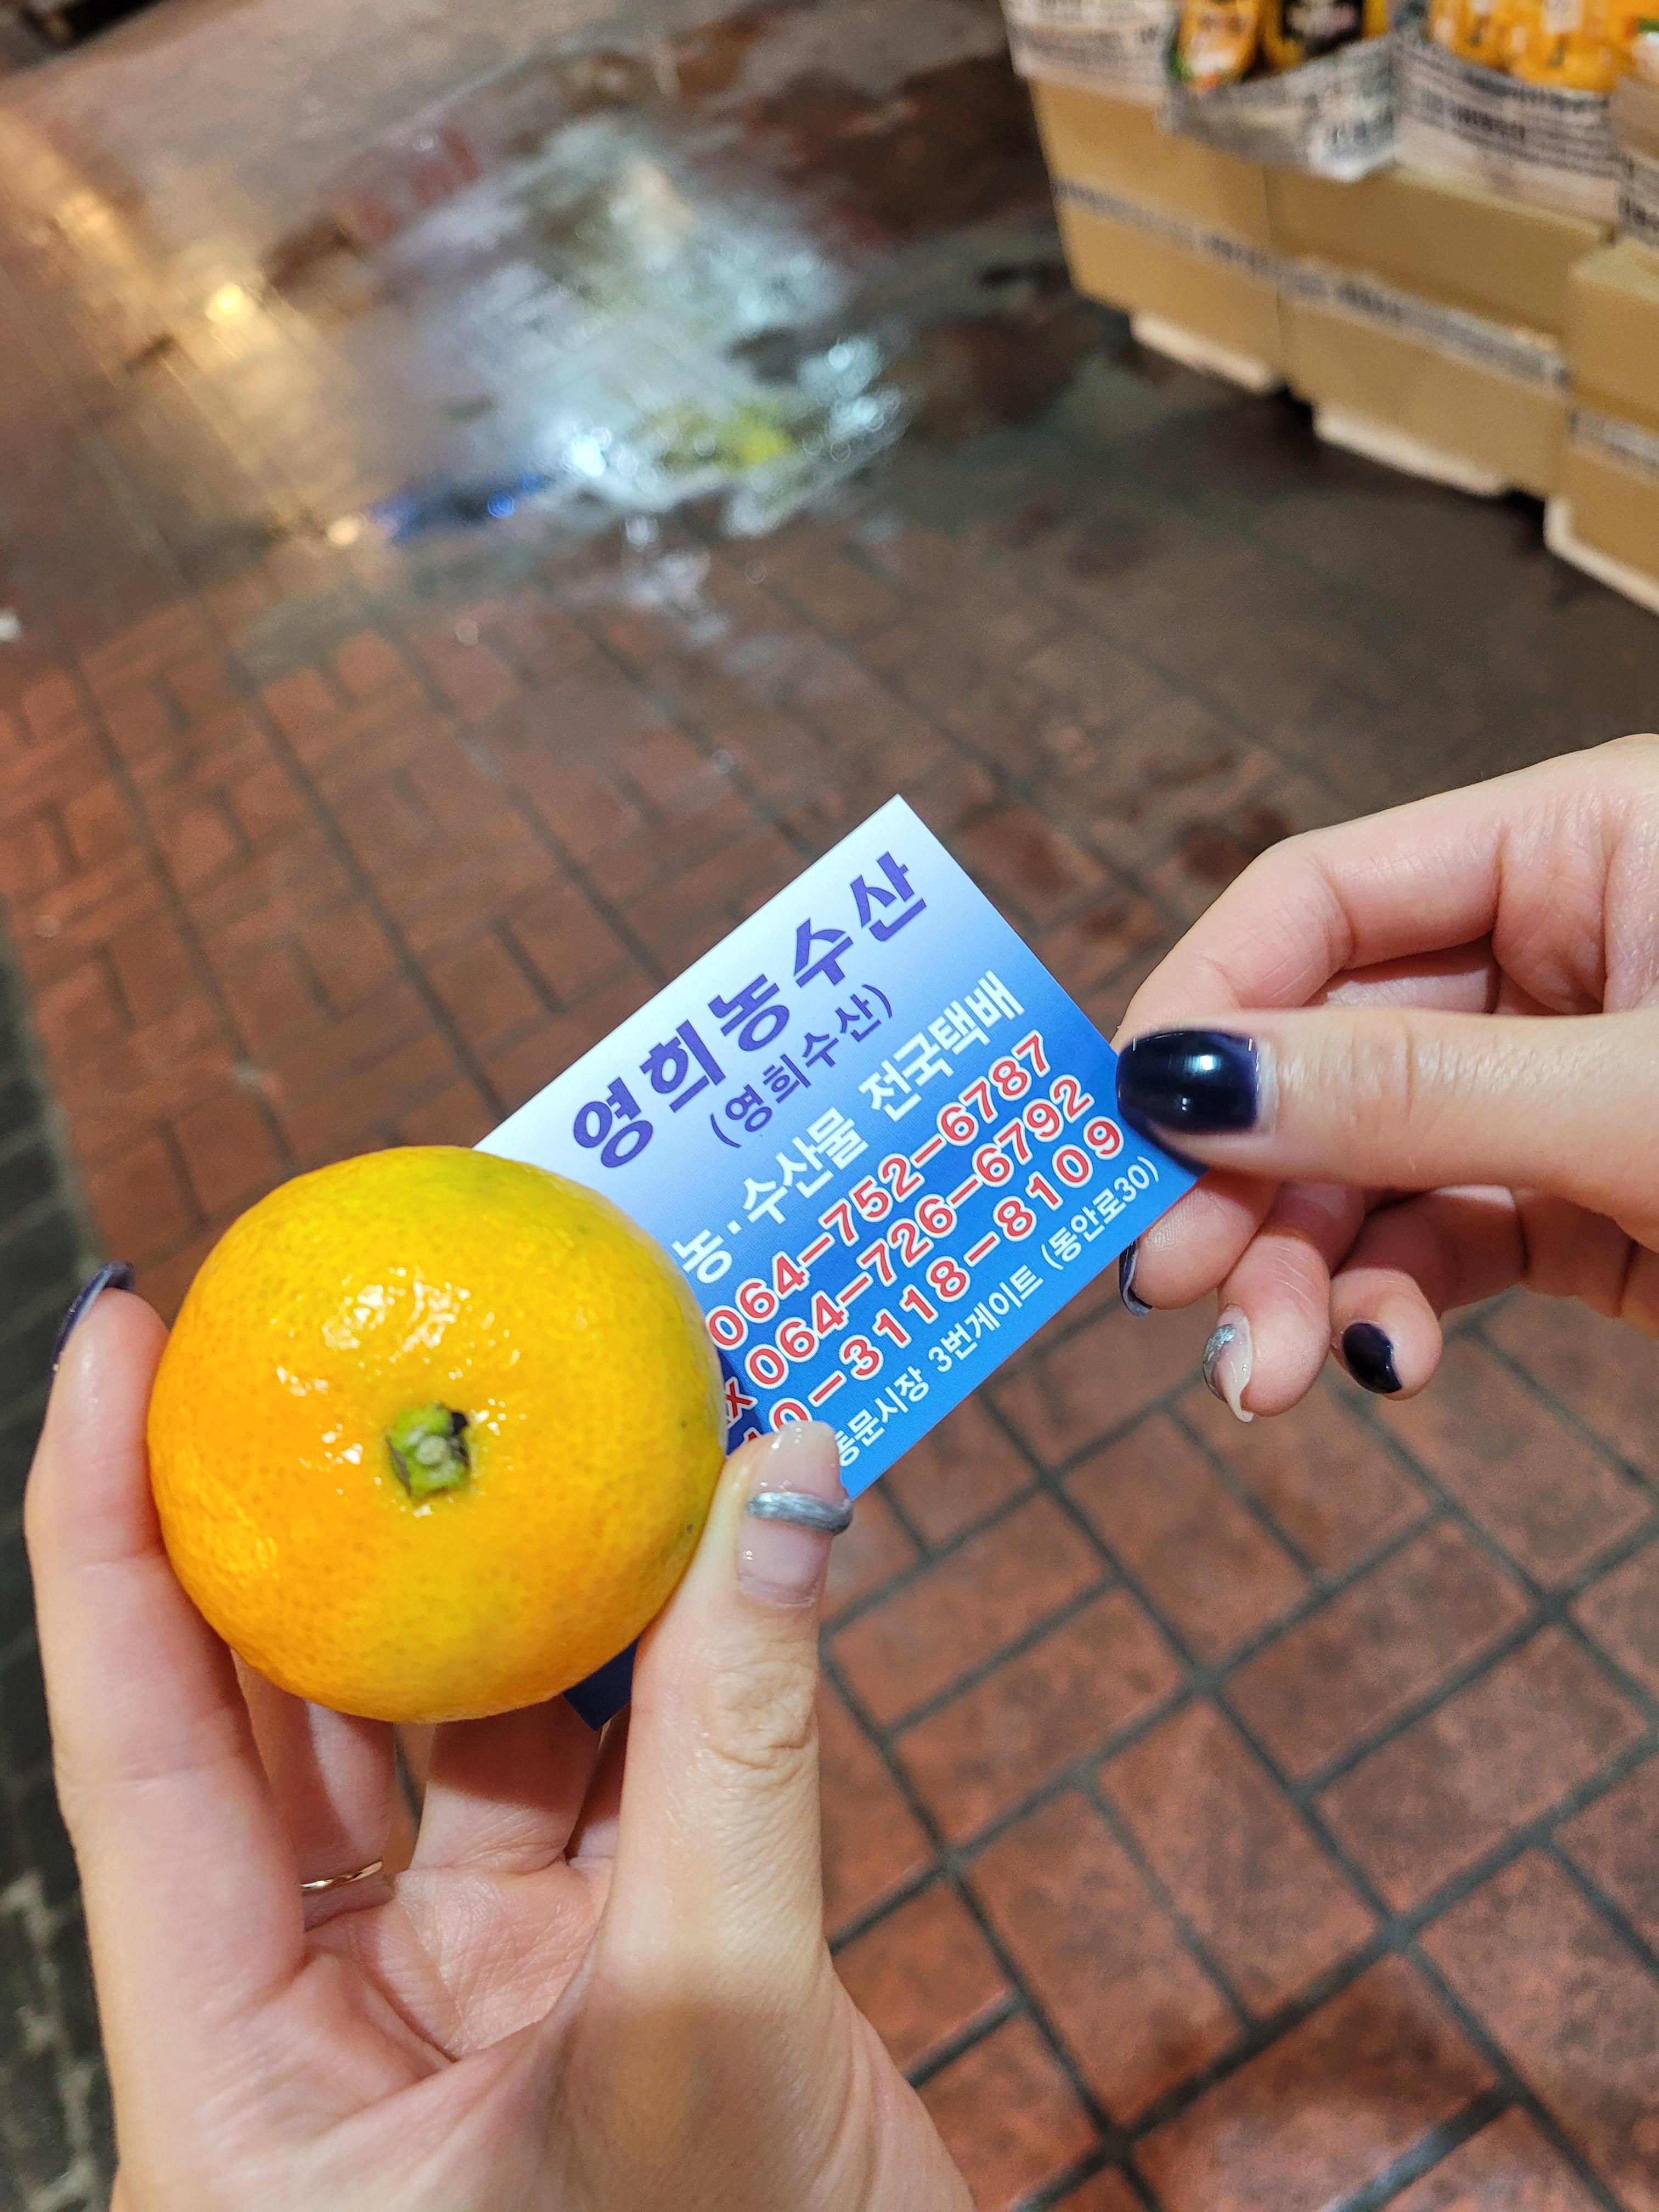 영희농수산
(영희수산)
농·수산물 전국택배
064-752-6787
064-726-6792
-3118-8109
동문시장 3번게이트 (동안로30)